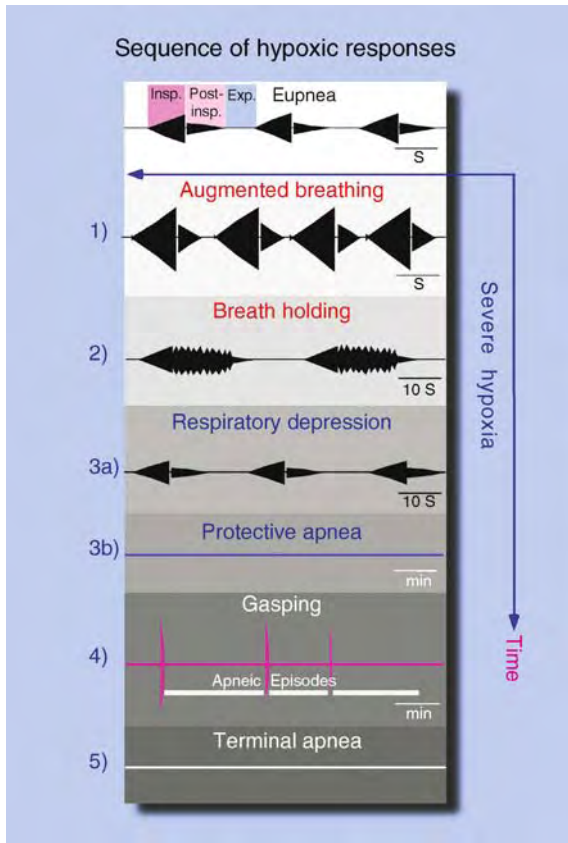 Sequence of hypoxic responses
Insp.
Post-
insp.
Exp.
Eupnea
S
Augmented breathing
1)
S
Breath holding
2)
10 S
Respiratory depression
3a)
10 S
Protective apnea
3b)
min
Gasping
4)
Apneic Episodes
min
Terminal apnea
5)
Severe hypoxia
Time